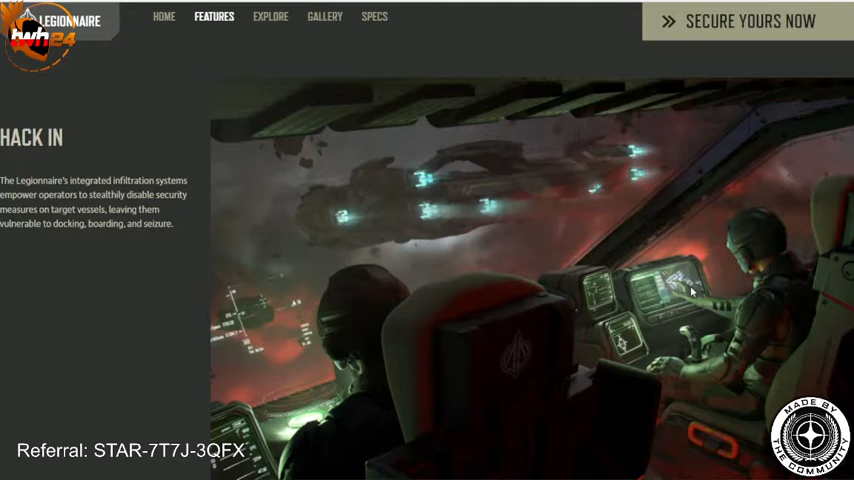 LEGIONNAIRE
HOME
FEATURES
EXPLORE
GALLERY
SPECS
SECURE YOURS NOW
twh24
HACK IN
The Legionnaire's integrated infiltration systems
empower operators to stealthily disable security
measures on target vessels, leaving them
vulnerable to docking, boarding, and seizure.
Referral: STAR-7T7J-3QFX
MADE BY
THE COMMUNITY